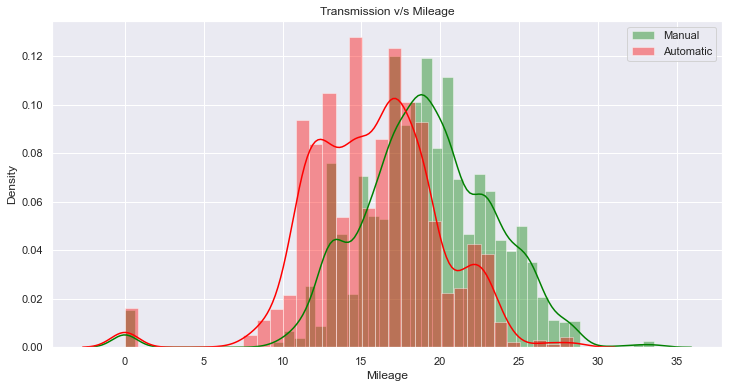 Transmission v/s Mileage
Manual
Automatic
0.12
0.10
0.08
0.06
0.04
0.02
0.00
Density
0 5 10 15 20 25 30 35
Mileage